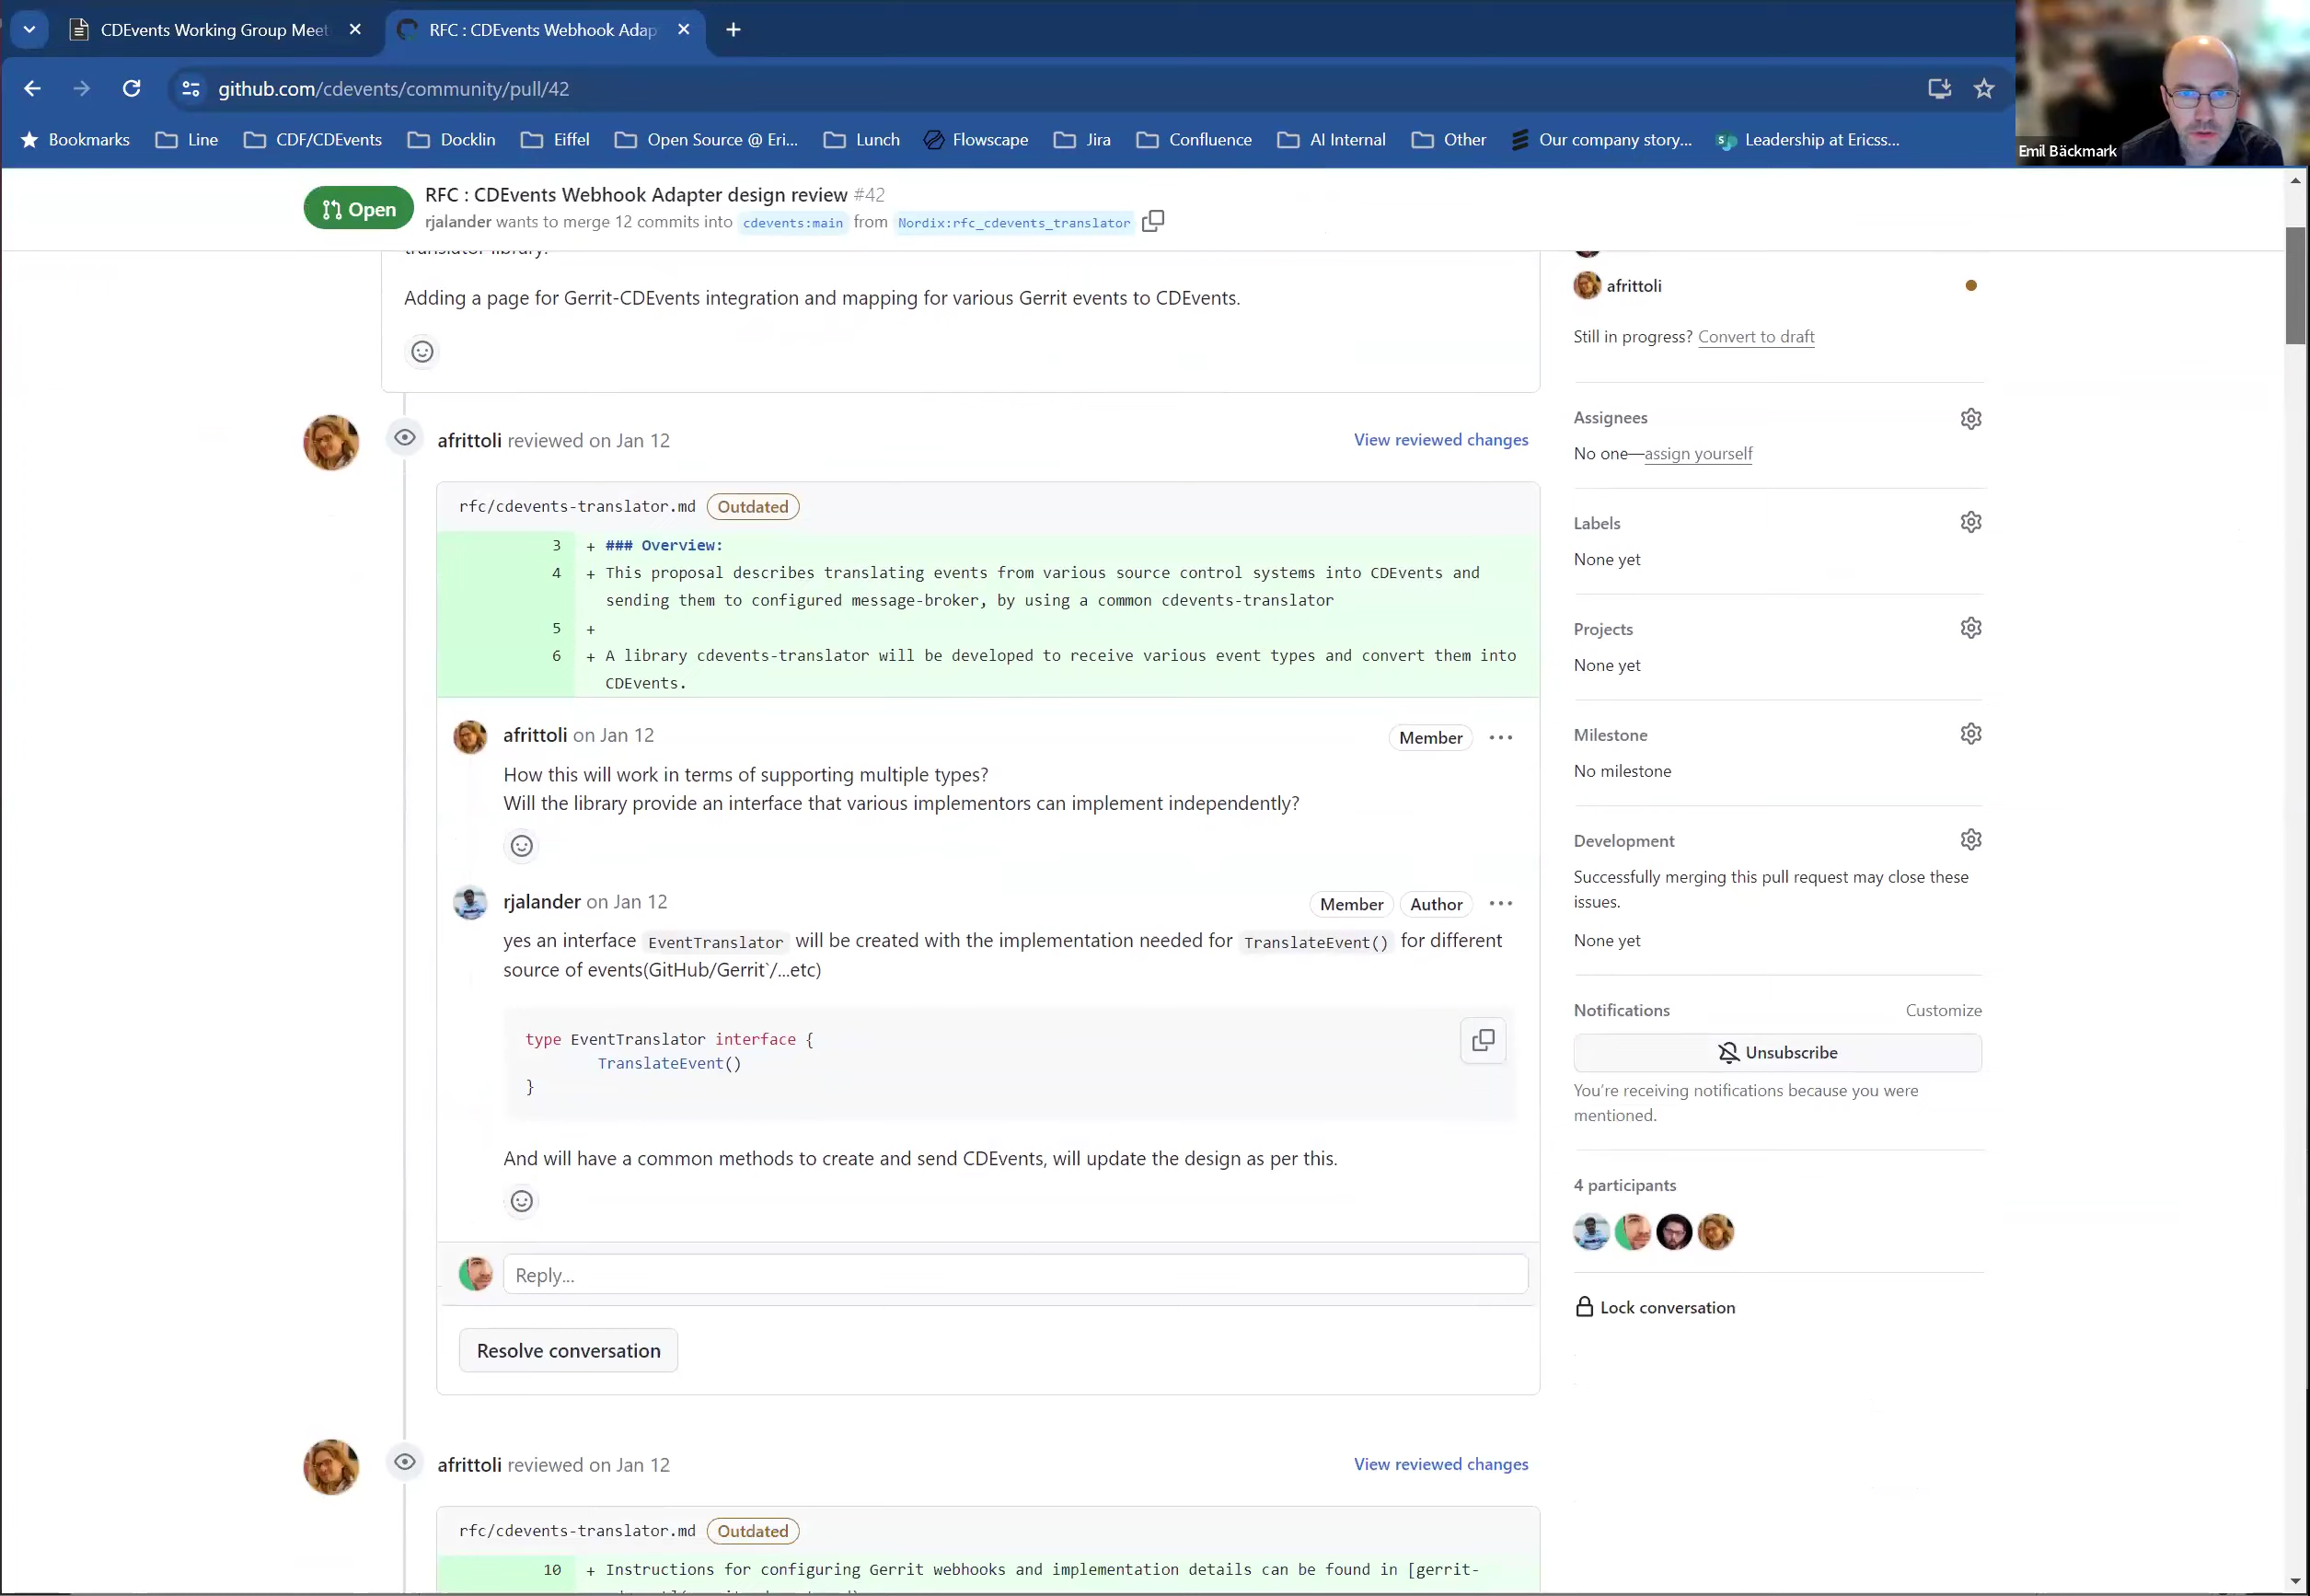 CDEvents Working Group Meet
RFC : CDEvents Webhook Adap
github.com/cdevents/community/pull/42
Bookmarks
Line
CDF/CDEvents
Docklin
Eiffel
Open Source @ Eri...
Lunch
Flowscape
Jira
Confluence
AI Internal
Other
Our company story...
Leadership at Ericss...
Emil Bäckmark
Open
RFC : CDEvents Webhook Adapter design review #42
rjalander wants to merge 12 commits into cdevents:main from Nordix:rfc_cdevents_translator
translator library.
Adding a page for Gerrit-CDEvents integration and mapping for various Gerrit events to CDEvents.
afrittoli reviewed on Jan 12
View reviewed changes
rfc/cdevents-translator.md Outdated
3 + ### Overview:
4 + This proposal describes translating events from various source control systems into CDEvents and
sending them to configured message-broker, by using a common cdevents-translator
5 +
6 + A library cdevents-translator will be developed to receive various event types and convert them into
CDEvents.
afrittoli on Jan 12
Member
How this will work in terms of supporting multiple types?
Will the library provide an interface that various implementors can implement independently?
rjalander on Jan 12
Member Author
yes an interface EventTranslator will be created with the implementation needed for TranslateEvent() for different
source of events(GitHub/Gerrit`/...etc)
type EventTranslator interface {
TranslateEvent()
}
And will have a common methods to create and send CDEvents, will update the design as per this.
Reply...
Resolve conversation
afrittoli reviewed on Jan 12
View reviewed changes
rfc/cdevents-translator.md Outdated
10 + Instructions for configuring Gerrit webhooks and implementation details can be found in [gerrit-
afrittoli
Still in progress? Convert to draft
Assignees
No one—assign yourself
Labels
None yet
Projects
None yet
Milestone
No milestone
Development
Successfully merging this pull request may close these
issues.
None yet
Notifications
Customize
Unsubscribe
You're receiving notifications because you were
mentioned.
4 participants
Lock conversation